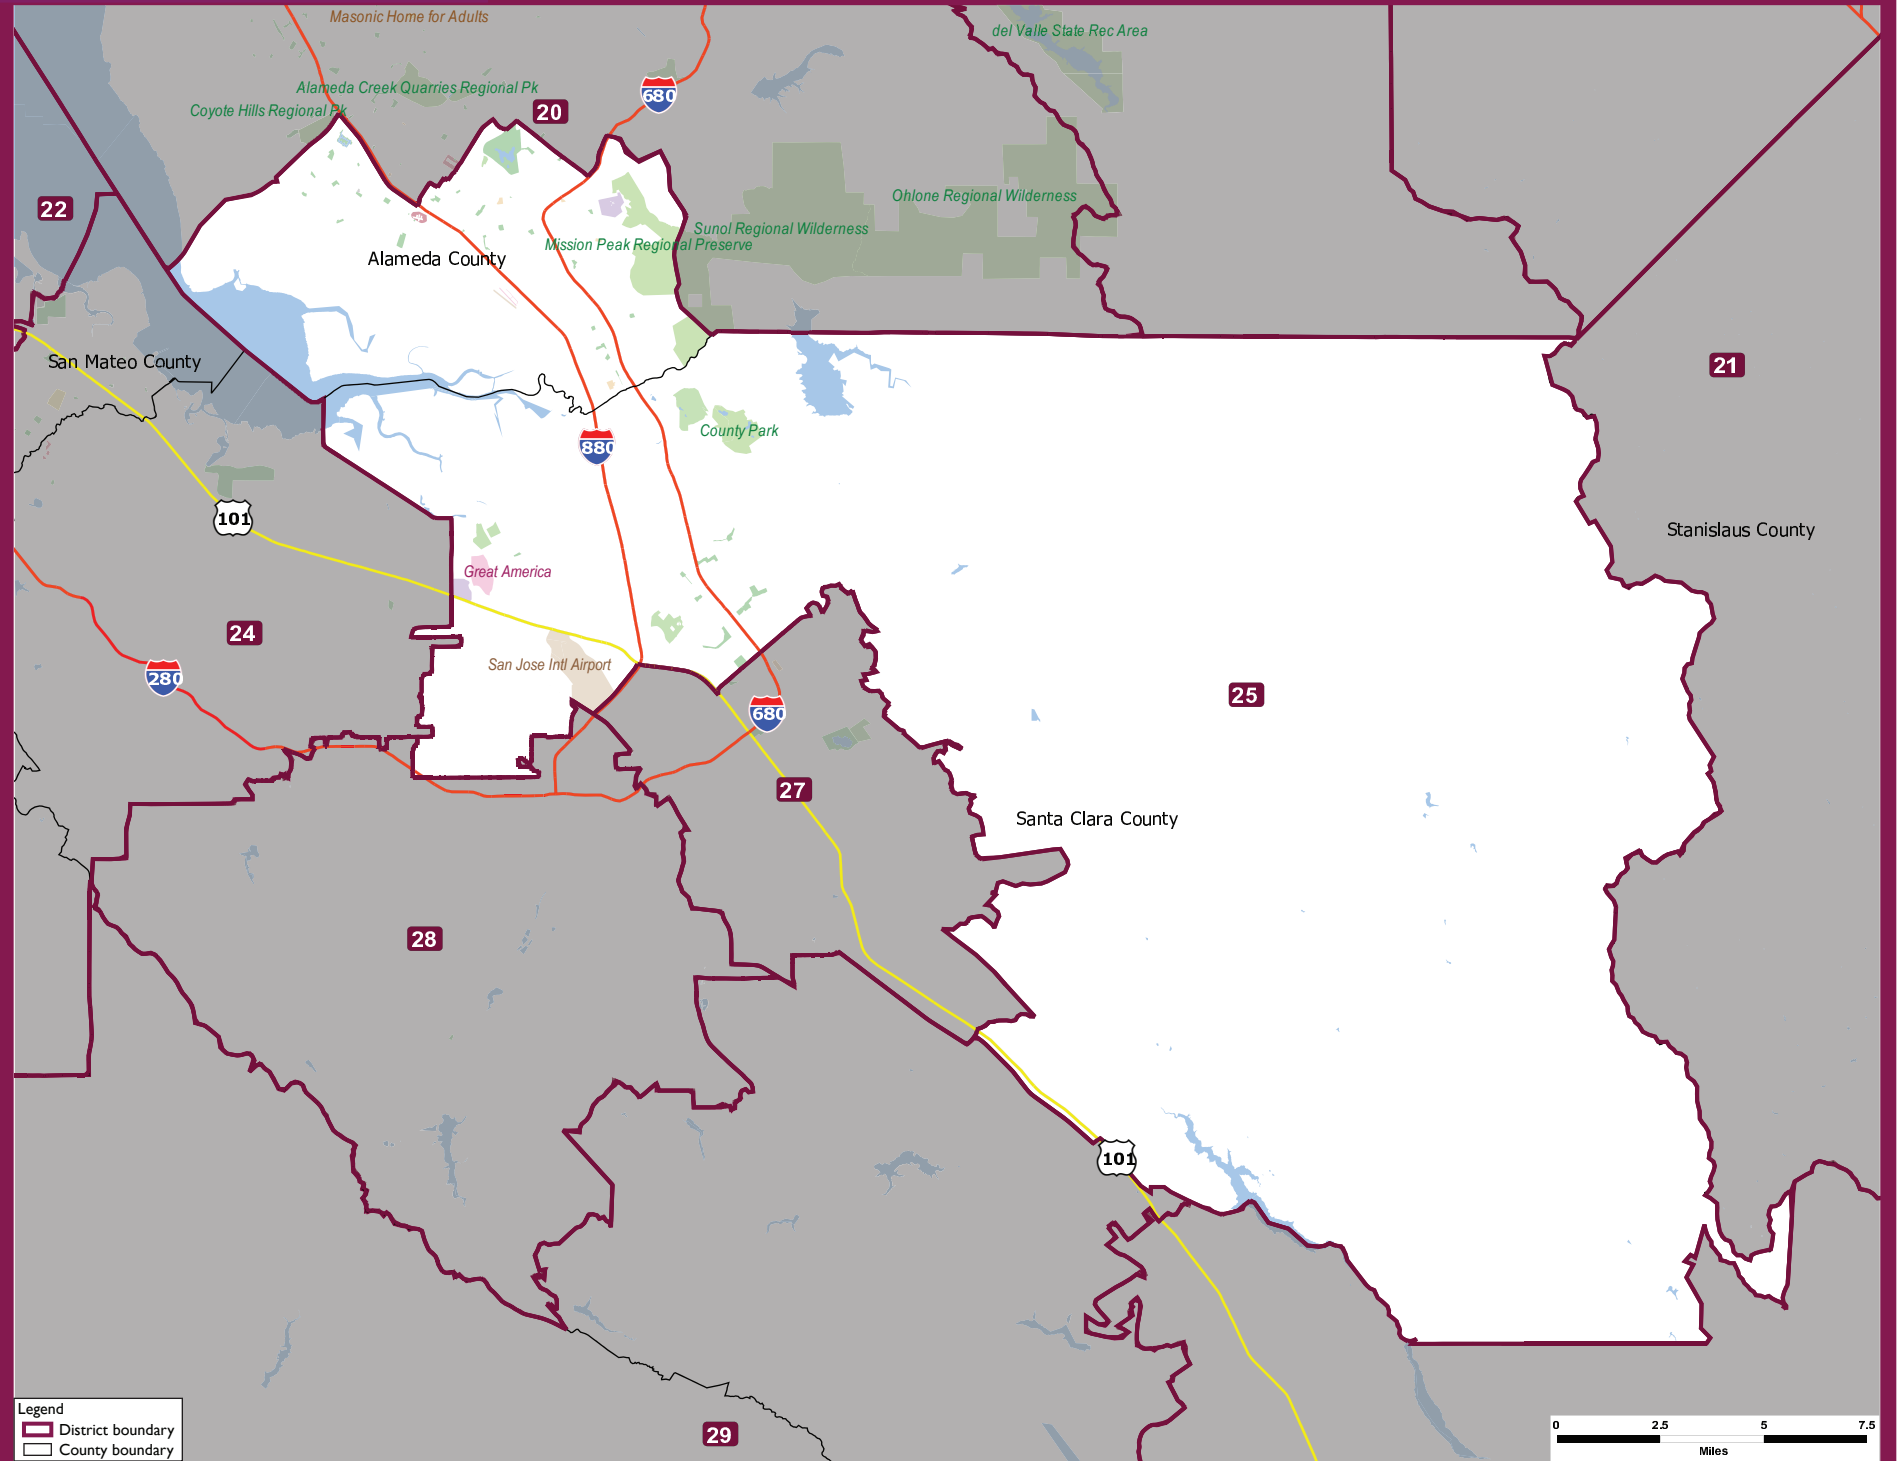 Masonic Home for Adults
del Valle State Rec Area
Alameda Creek Quarries Regional Pk
680
Coyote Hills Regional Pk
20
Ohlone Regional Wilderness
22
Sunol Regional Wilderness
Mission Peak Regional Preserve
Alameda County
San Mateo County
21
County Park
880
101
Stanislaus County
Great America
24
San Jose Intl Airport
280
25
680
27
Santa Clara County
28
101
Legend
District boundary
County boundary
29
0 2.5 5 7.5
Miles